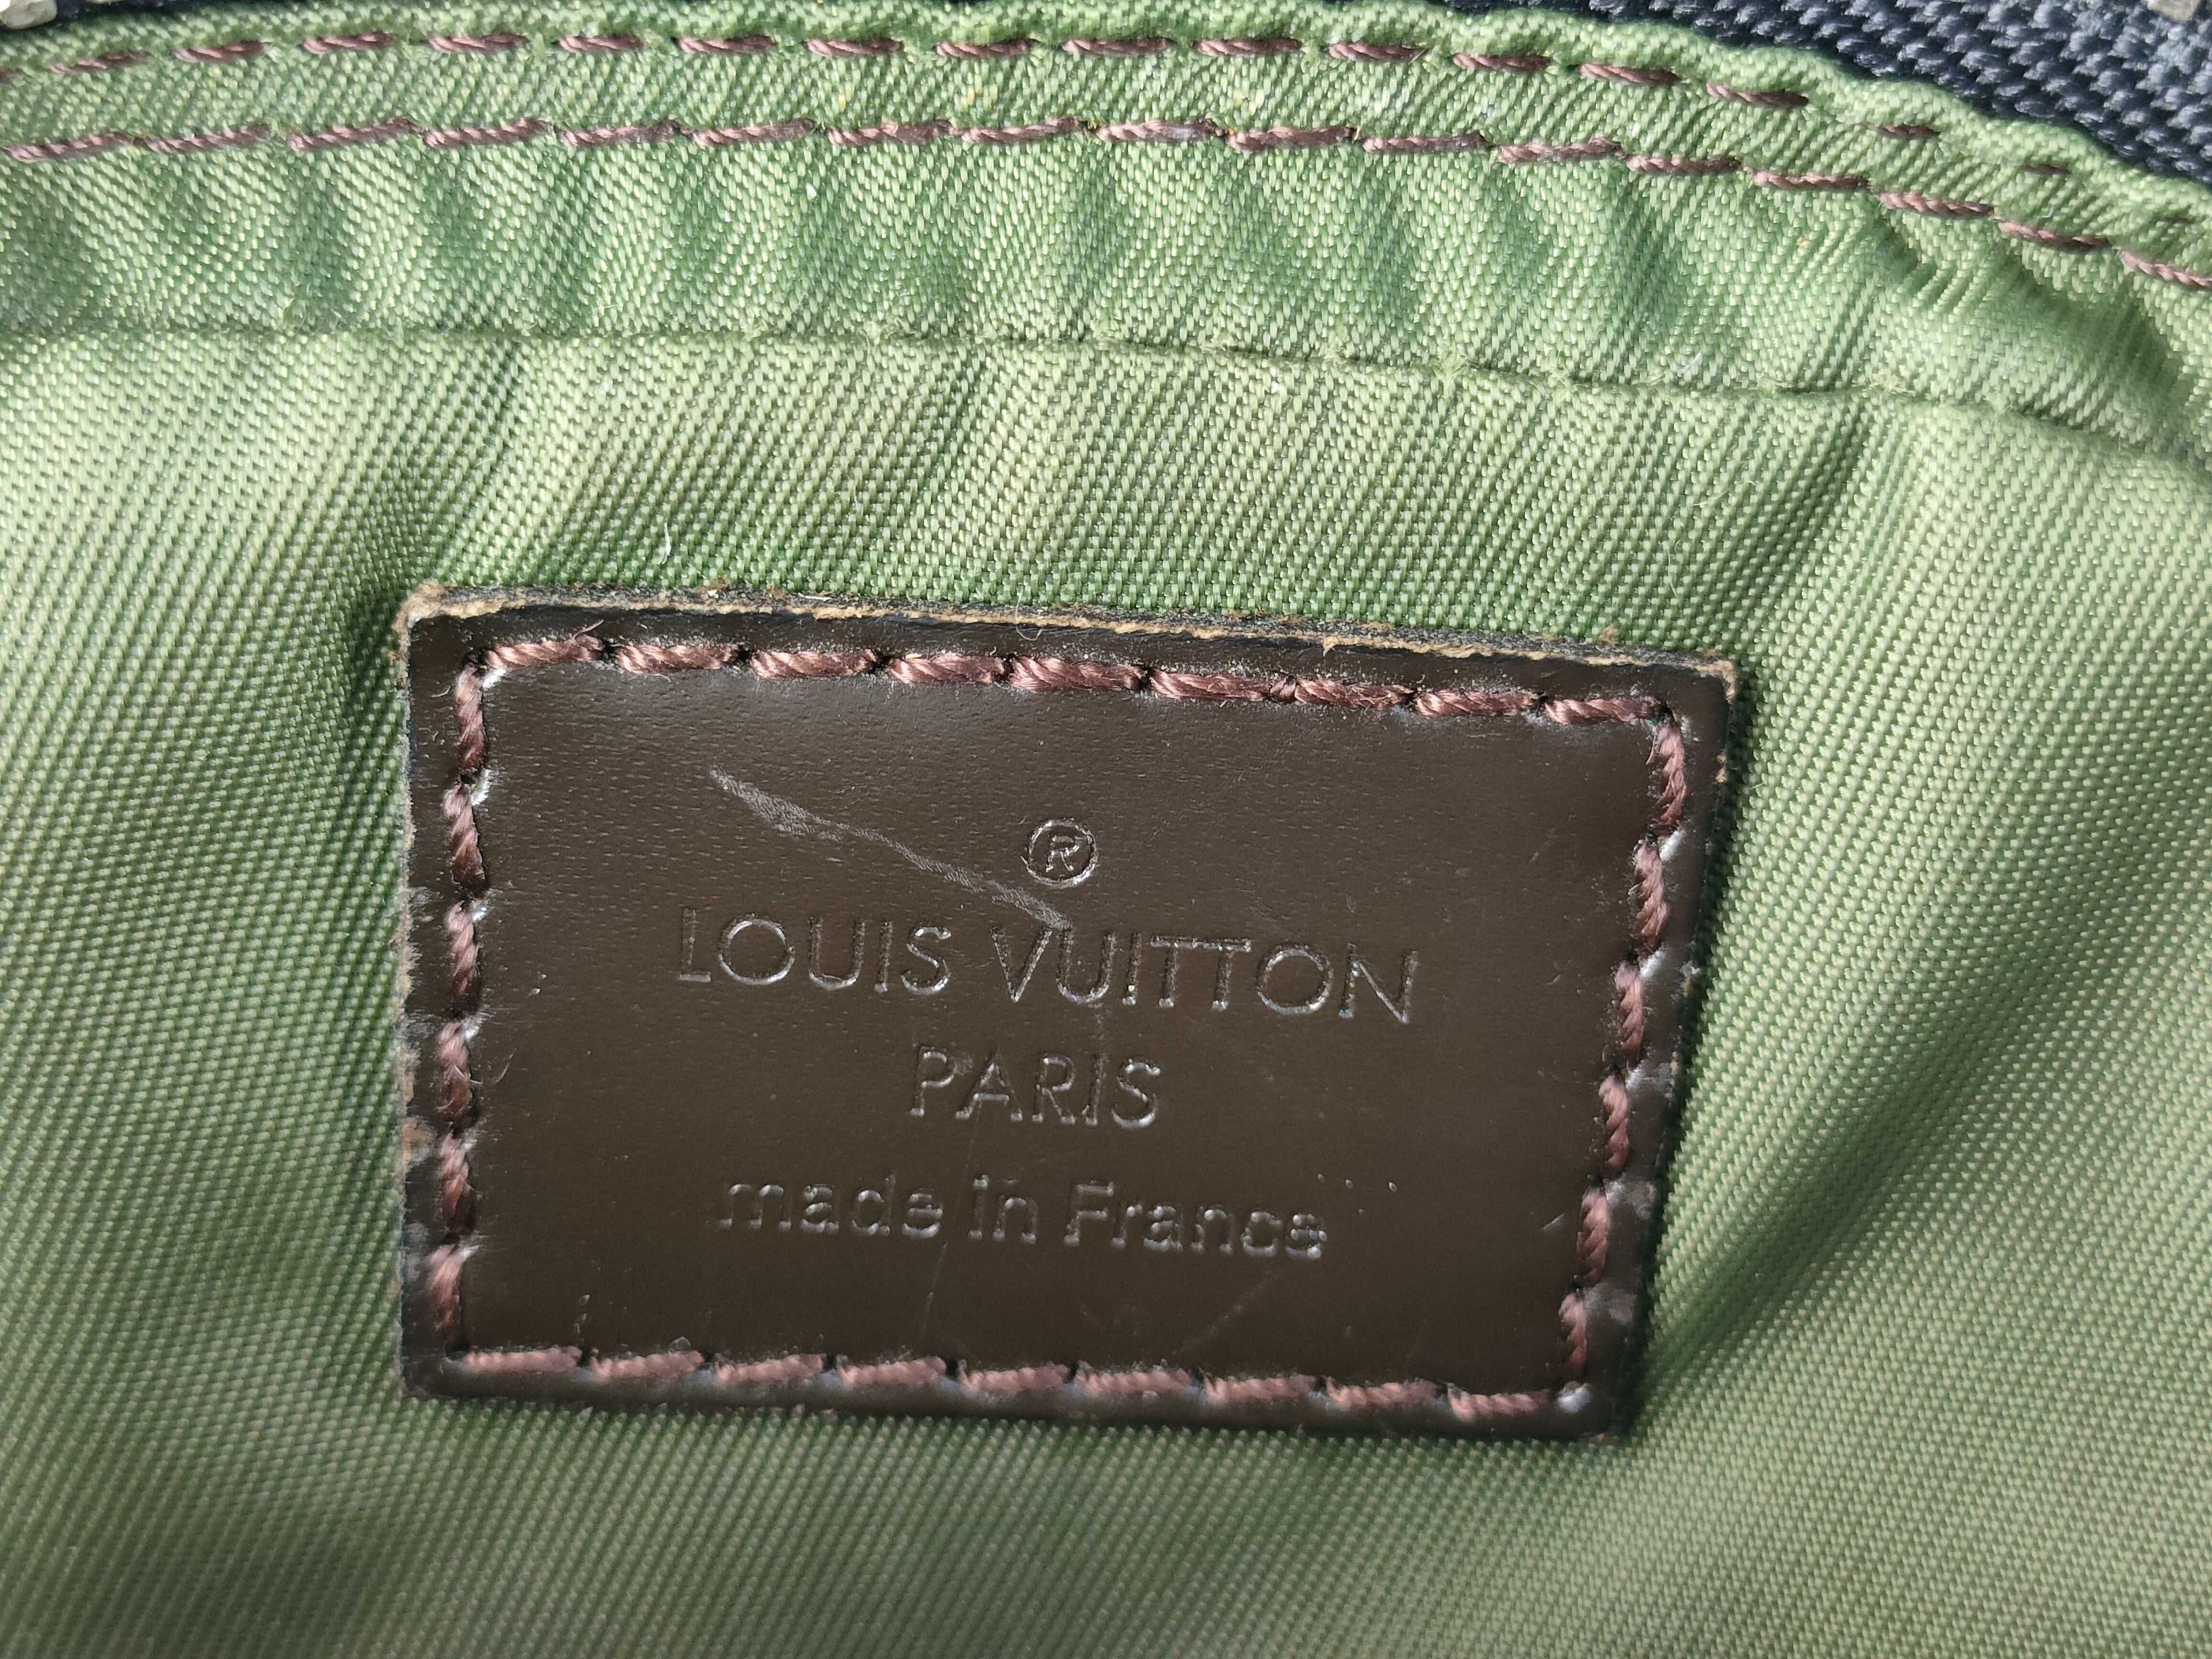 ®
LOUIS VUITTON
PARIS
made in France